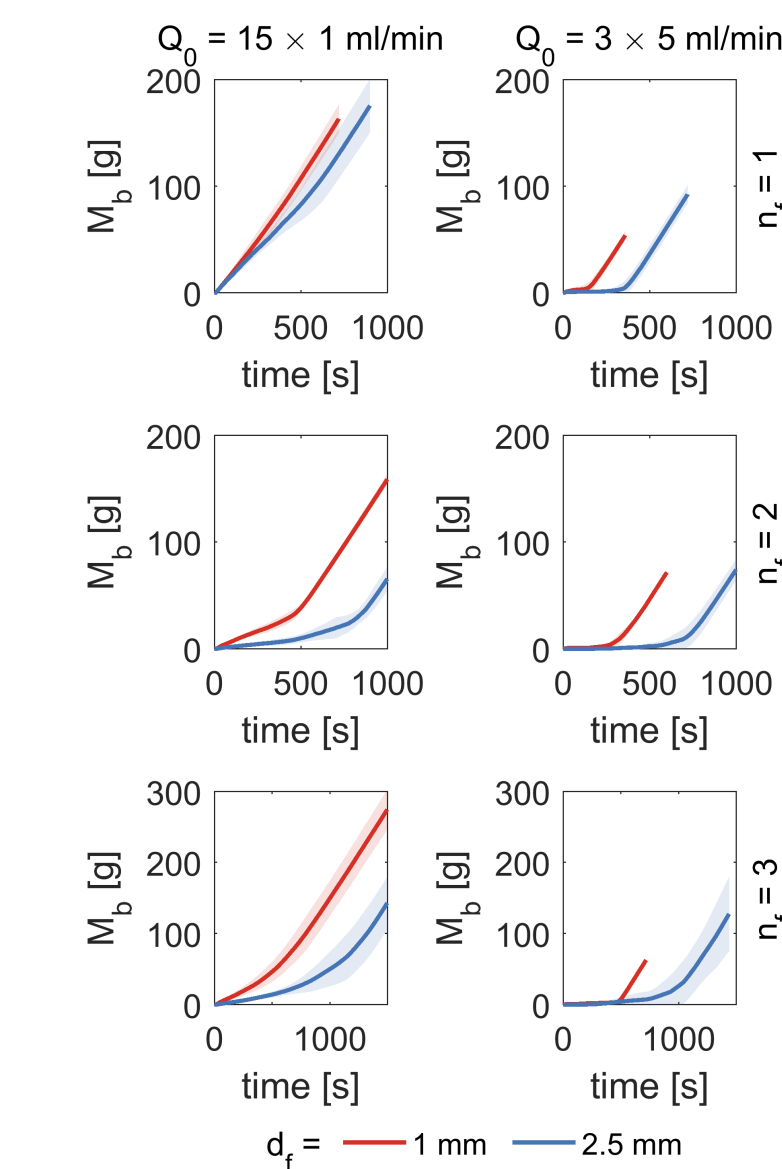 Q0 = 15 × 1 ml/min
Q0 = 3 × 5 ml/min
200
100
0
Mb [g]
0 500 1000
time [s]
200
100
0
Mb [g]
0 500 1000
time [s]
nf = 1
200
100
0
Mb [g]
0 500 1000
time [s]
200
100
0
Mb [g]
0 500 1000
time [s]
nf = 2
300
200
100
0
Mb [g]
0 1000
time [s]
300
200
100
0
Mb [g]
0 1000
time [s]
nf = 3
df = 1 mm 2.5 mm